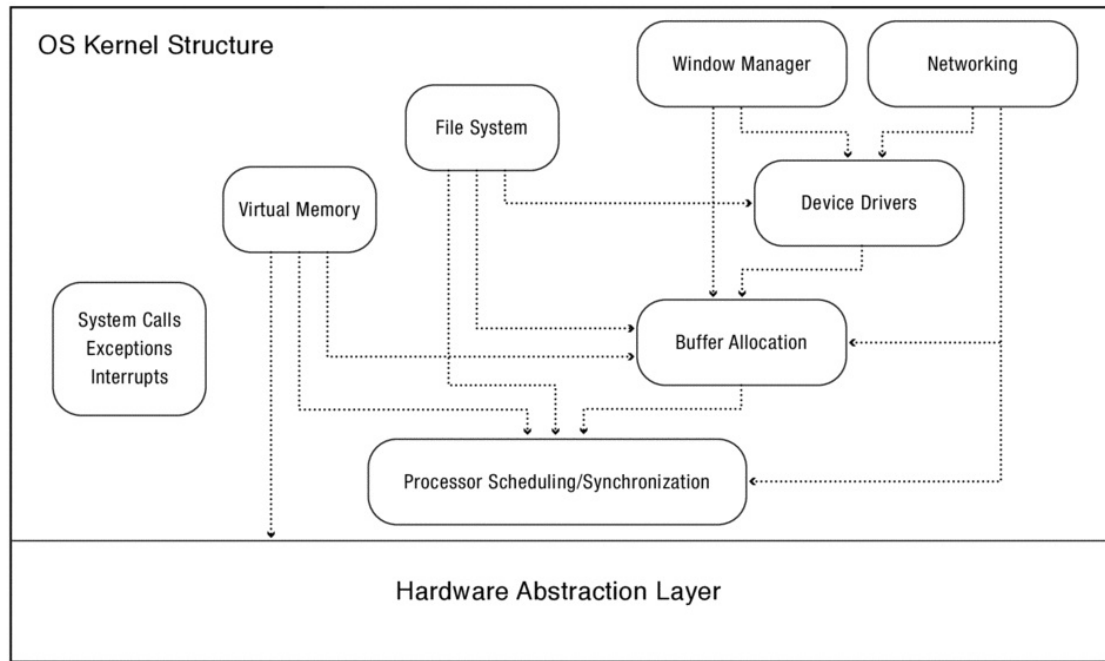 OS Kernel Structure
Window Manager
Networking
File System
Virtual Memory
Device Drivers
System Calls
Exceptions
Interrupts
Buffer Allocation
Processor Scheduling/Synchronization
Hardware Abstraction Layer